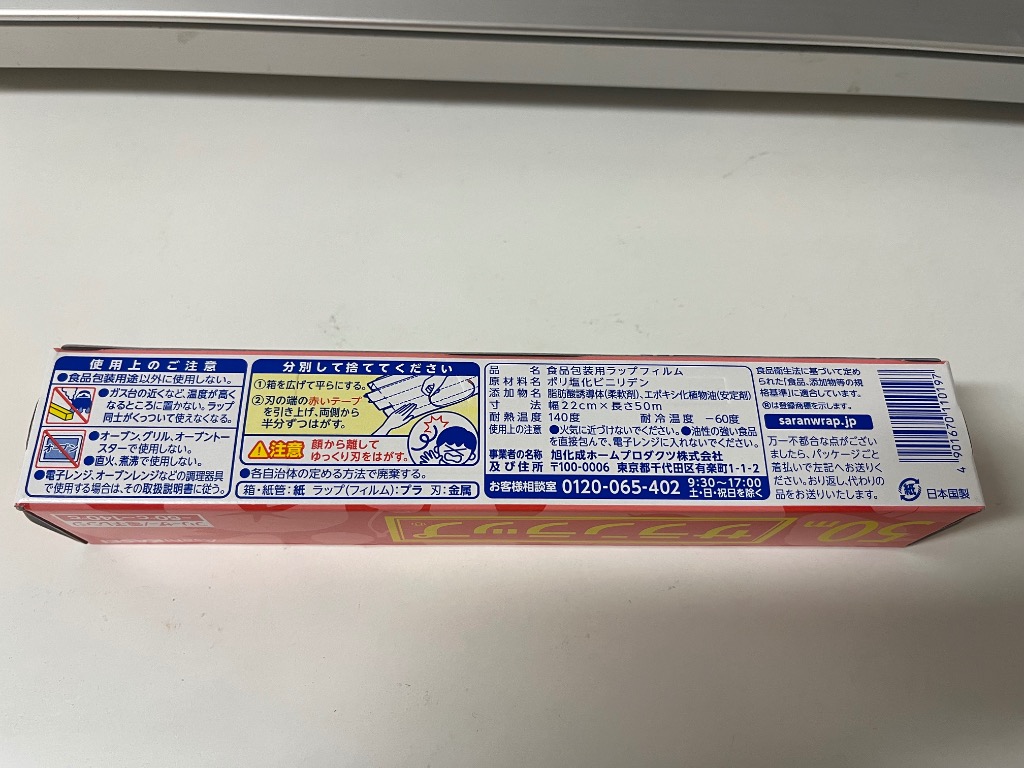 使用上のご注意
●食品包装用途以外に使用しない。
●ガス台の近くなど、温度が高く
なるところに置かない。ラップ
同士がくっついて使えなくなる。
オーブン
●オーブン、グリル、オーブントー
スターで使用しない。
●直火、煮沸で使用しない。
●電子レンジ、オーブンレンジなどの調理器具
で使用する場合は、その取扱説明書に従う。
分別して捨ててください
①箱を広げて平らにする。
②刃の端の赤いテープ
を引き上げ、両側から
半分ずつはがす。
注意 顔から離して
ゆっくり刃をはがす。
●各自治体の定める方法で廃棄する。
箱・紙管:紙 ラップ(フィルム):プラ 刃:金属
品名 食品包装用ラップフィルム
原材料名 ポリ塩化ビニリデン
添加物名 脂肪酸誘導体(柔軟剤)、エポキシ化植物油(安定剤)
寸法 幅22cm×長さ50m
耐熱温度 140度 耐冷温度 −60度
使用上の注意 ●火気に近づけないでください。●油性の強い食品
を直接包んで、電子レンジに入れないでください。
事業者の名称 旭化成ホームプロダクツ株式会社
及び住所 〒100-0006 東京都千代田区有楽町1-1-2
お客様相談室 0120-065-402 9:30〜17:00
土・日・祝日を除く
食品衛生法に基づいて定め
られた「食品、添加物等の規
格基準」に適合しています。
®は登録商標を示します。
saranwrap.jp
万一不都合な点がござい
ましたら、パッケージごと
着払いで左記へお送りく
ださい。おり返し、代わりの
品をお送りいたします。
4 901670 110197
紙
日本国製
サランラップ
50m